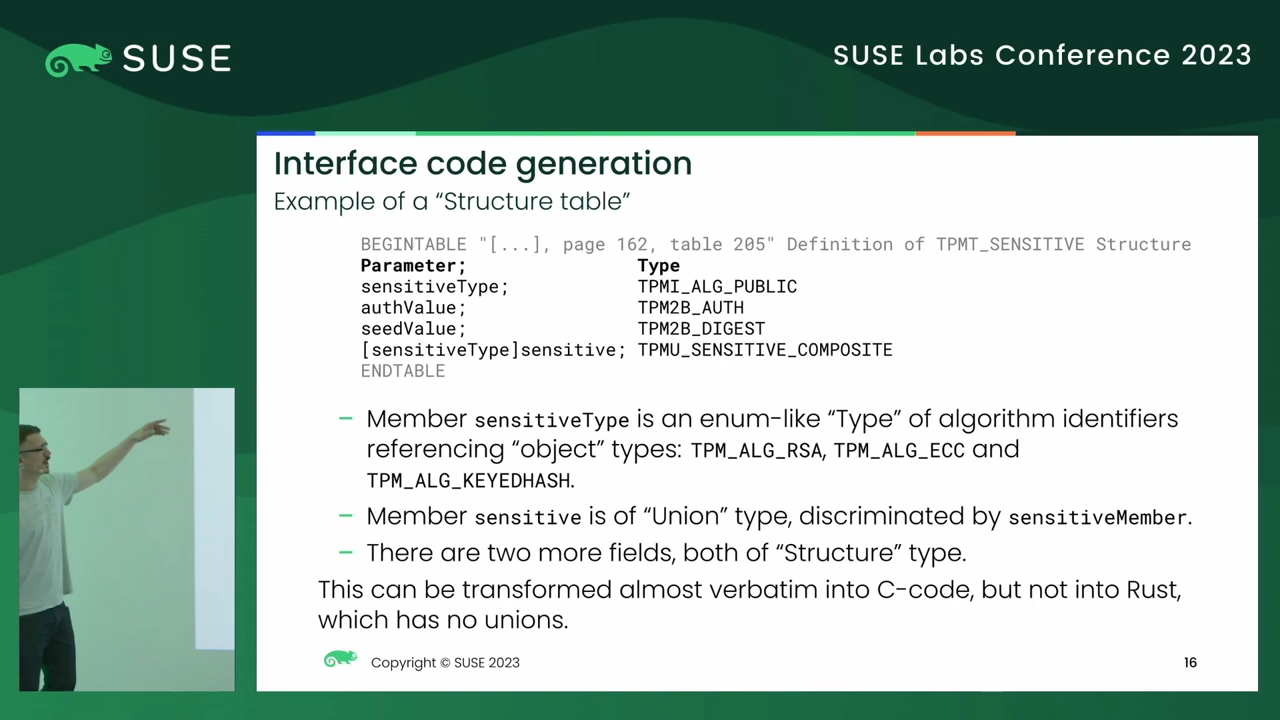 SUSE
SUSE Labs Conference 2023
Interface code generation
Example of a “Structure table”
BEGINTABLE "[...], page 162, table 205" Definition of TPMT_SENSITIVE Structure
Parameter; Type
sensitiveType; TPMI_ALG_PUBLIC
authValue; TPM2B_AUTH
seedValue; TPM2B_DIGEST
[sensitiveType]sensitive; TPMU_SENSITIVE_COMPOSITE
ENDTABLE
– Member sensitiveType is an enum-like “Type” of algorithm identifiers
referencing “object” types: TPM_ALG_RSA, TPM_ALG_ECC and
TPM_ALG_KEYEDHASH.
– Member sensitive is of “Union” type, discriminated by sensitiveMember.
– There are two more fields, both of “Structure” type.
This can be transformed almost verbatim into C-code, but not into Rust,
which has no unions.
Copyright © SUSE 2023
16